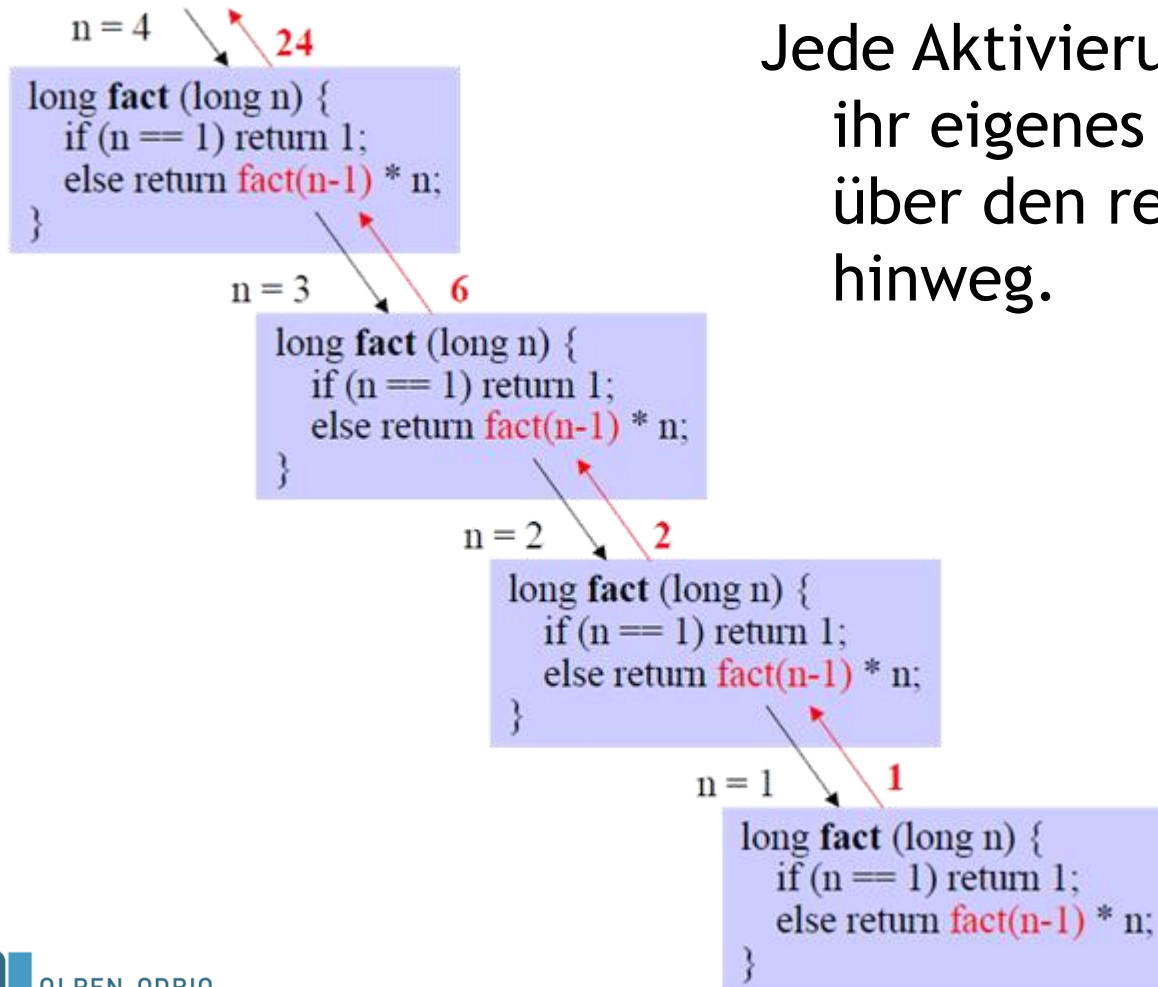 n = 4
24
Jede
ihr eigenes
über den
hinweg.
long fact (long n) {
if (n == 1) return 1;
else return fact(n-1) * n;
}
n = 3
6
long fact (long n) {
if (n == 1) return 1;
else return fact(n-1) * n;
}
n = 2
2
long fact (long n) {
if (n == 1) return 1;
else return fact(n-1) * n;
}
n = 1
1
long fact (long n) {
if (n == 1) return 1;
else return fact(n-1) * n;
}